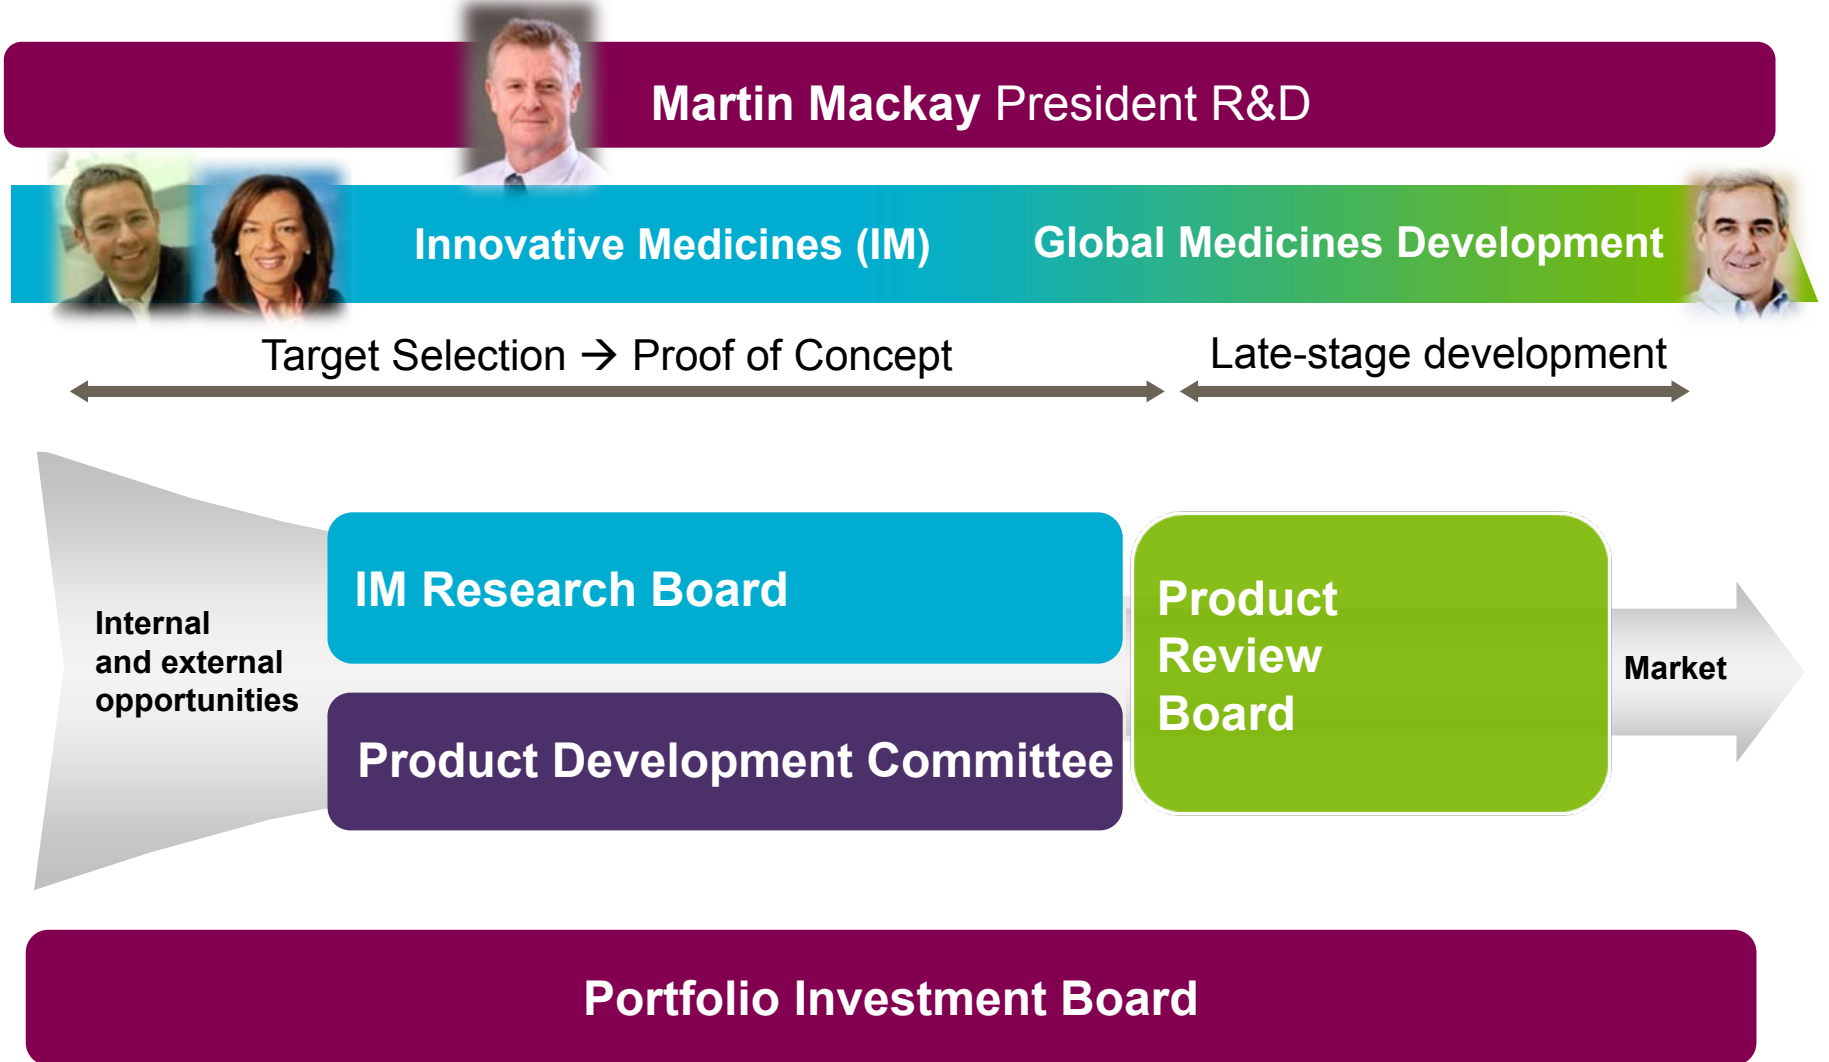 Martin Mackay President R&D
Innovative Medicines (IM)
Global Medicines Development
Target Selection → Proof of Concept
Late-stage development
Internal
and external
opportunities
IM Research Board
Product Development Committee
Product
Review
Board
Market
Portfolio Investment Board